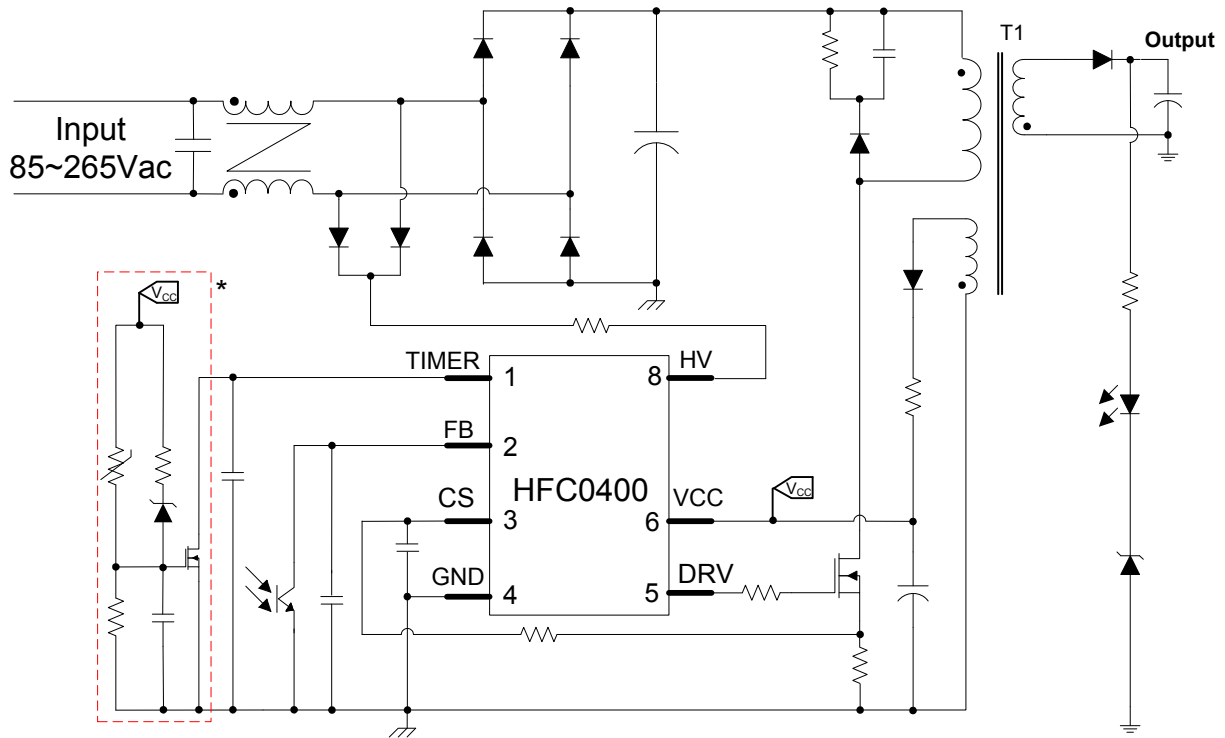 T1
Output
Input
85~265Vac
*
VCC
TIMER
1
8
HV
FB
2
HFC0400
CS
3
VCC
6
VCC
GND
4
DRV
5